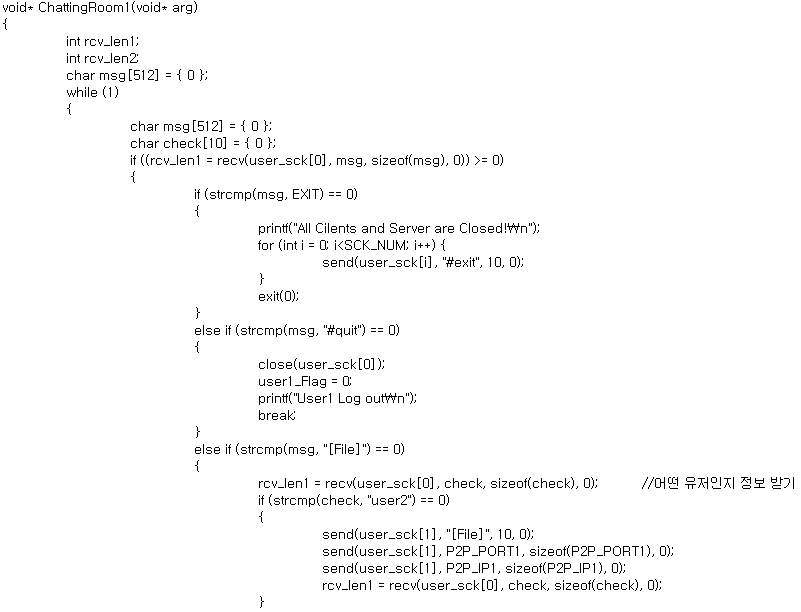 void* ChattingRoom1(void* arg)
{
int rcv_len1;
int rcv_len2;
char msg[512] = { 0 };
while (1)
{
char msg[512] = { 0 };
char check[10] = { 0 };
if ((rcv_len1 = recv(user_sck[0], msg, sizeof(msg), 0)) >= 0)
{
if (strcmp(msg, EXIT) == 0)
{
printf("All Cilents and Server are Closed!₩n");
for (int i = 0; i<SCK_NUM; i++) {
send(user_sck[i], "#exit", 10, 0);
}
exit(0);
}
else if (strcmp(msg, "#quit") == 0)
{
close(user_sck[0]);
user1_Flag = 0;
printf("User1 Log out₩n");
break;
}
else if (strcmp(msg, "[File]") == 0)
{
rcv_len1 = recv(user_sck[0], check, sizeof(check), 0); //어떤 유저인지 정보 받기
if (strcmp(check, "user2") == 0)
{
send(user_sck[1], "[File]", 10, 0);
send(user_sck[1], P2P_PORT1, sizeof(P2P_PORT1), 0);
send(user_sck[1], P2P_IP1, sizeof(P2P_IP1), 0);
rcv_len1 = recv(user_sck[0], check, sizeof(check), 0);
}